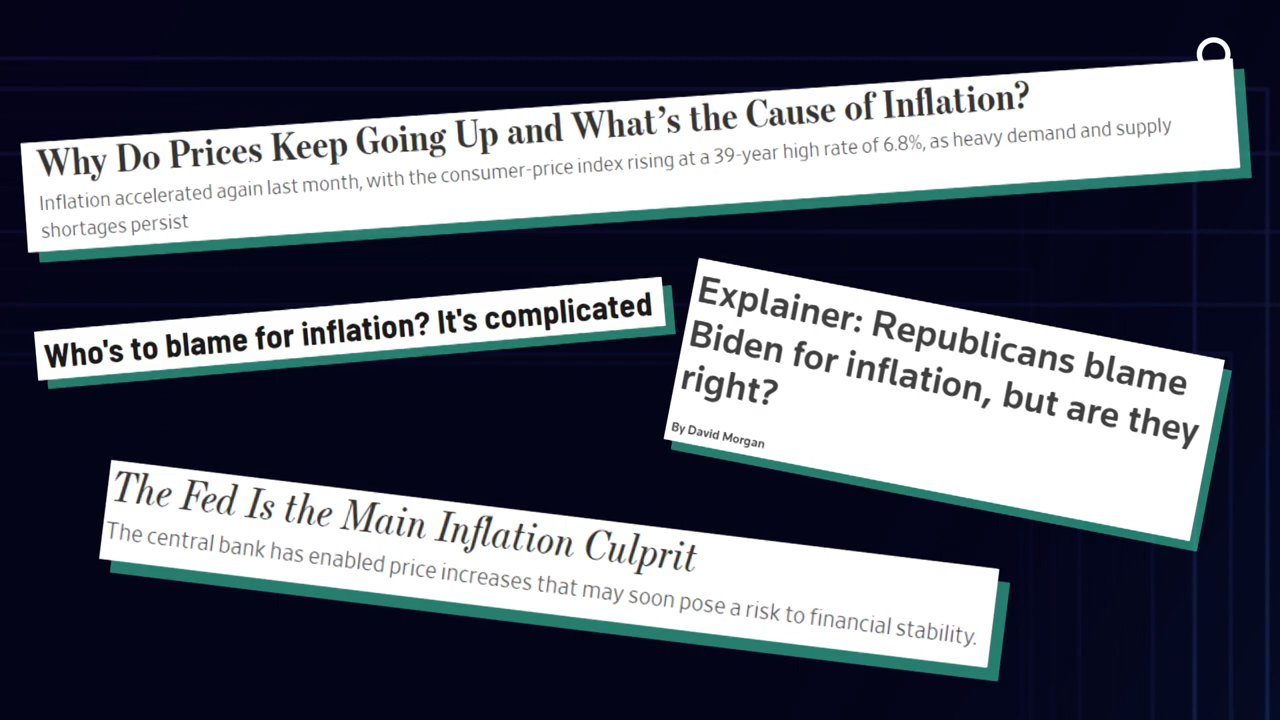 Why Do Prices Keep Going Up and What’s the Cause of Inflation?
Inflation accelerated again last month, with the consumer-price index rising at a 39-year high rate of 6.8%, as heavy demand and supply
shortages persist
Who's to blame for inflation? It's complicated
Explainer: Republicans blame
Biden for inflation, but are they
right?
By David Morgan
The Fed Is the Main Inflation Culprit
The central bank has enabled price increases that may soon pose a risk to financial stability.